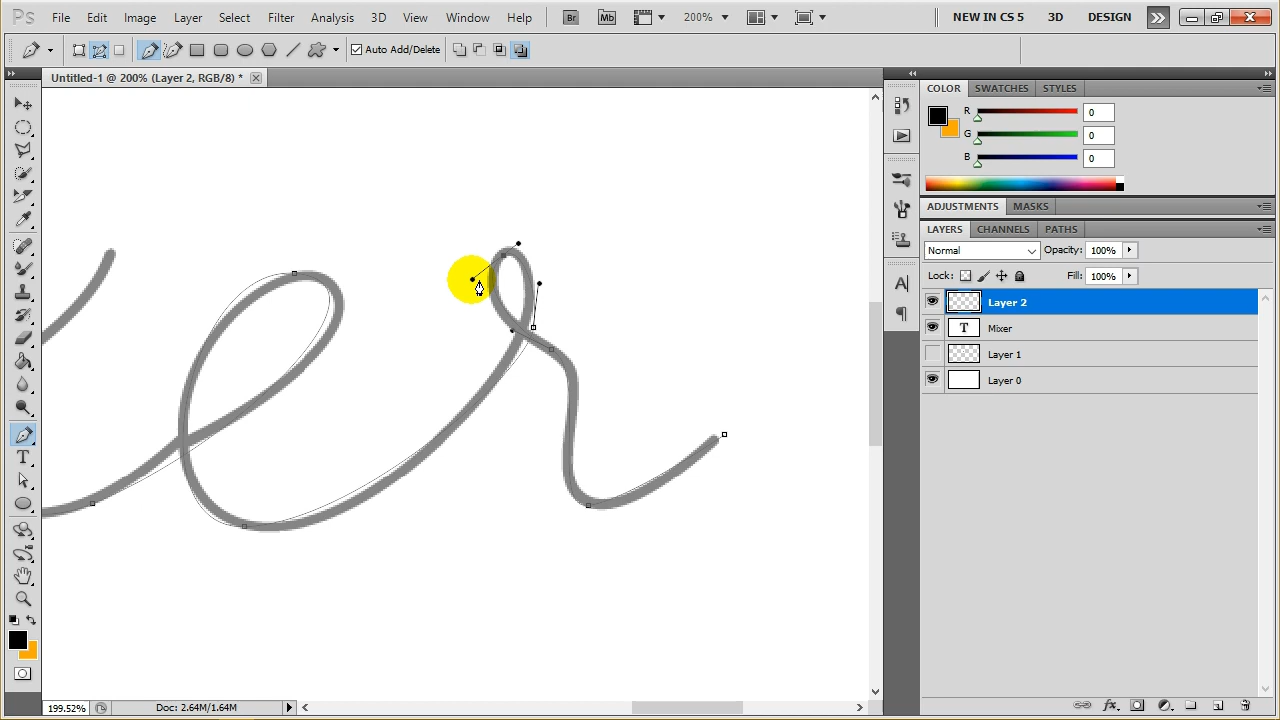 Ps File Edit Image Layer Select Filter Analysis 3D View Window Help Br Mb 200% NEW IN CS 5 3D DESIGN
Auto Add/Delete
Untitled-1 @ 200% (Layer 2, RGB/8) *
COLOR SWATCHES STYLES
R 0
G 0
B 0
ADJUSTMENTS MASKS
LAYERS CHANNELS PATHS
Normal Opacity: 100%
Lock: Fill: 100%
Layer 2
T Mixer
Layer 1
Layer 0
er
199.52% Doc: 2.64M/1.64M